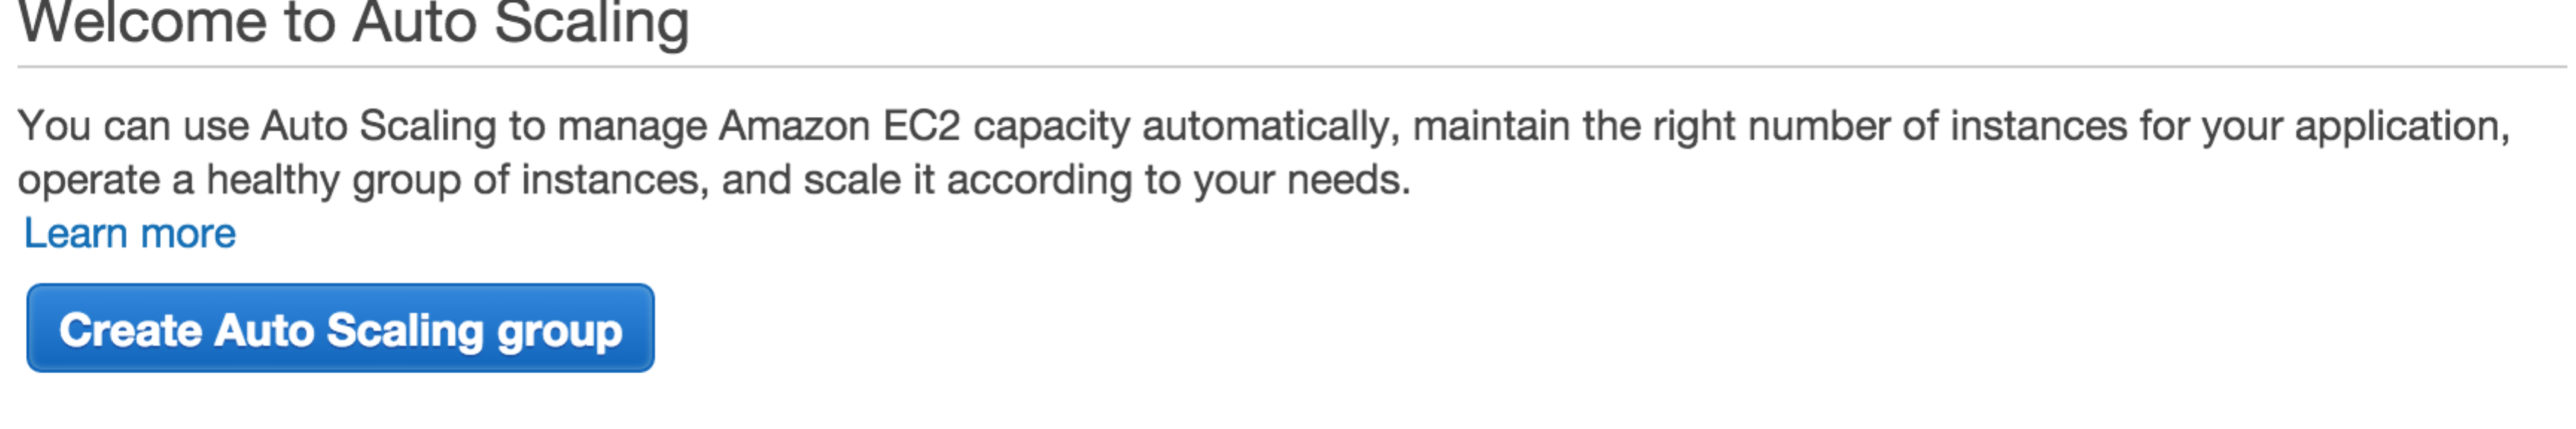 Welcome to Auto Scaling
You can use Auto Scaling to manage Amazon EC2 capacity automatically, maintain the right number of instances for your application,
operate a healthy group of instances, and scale it according to your needs.
Learn more
Create Auto Scaling group